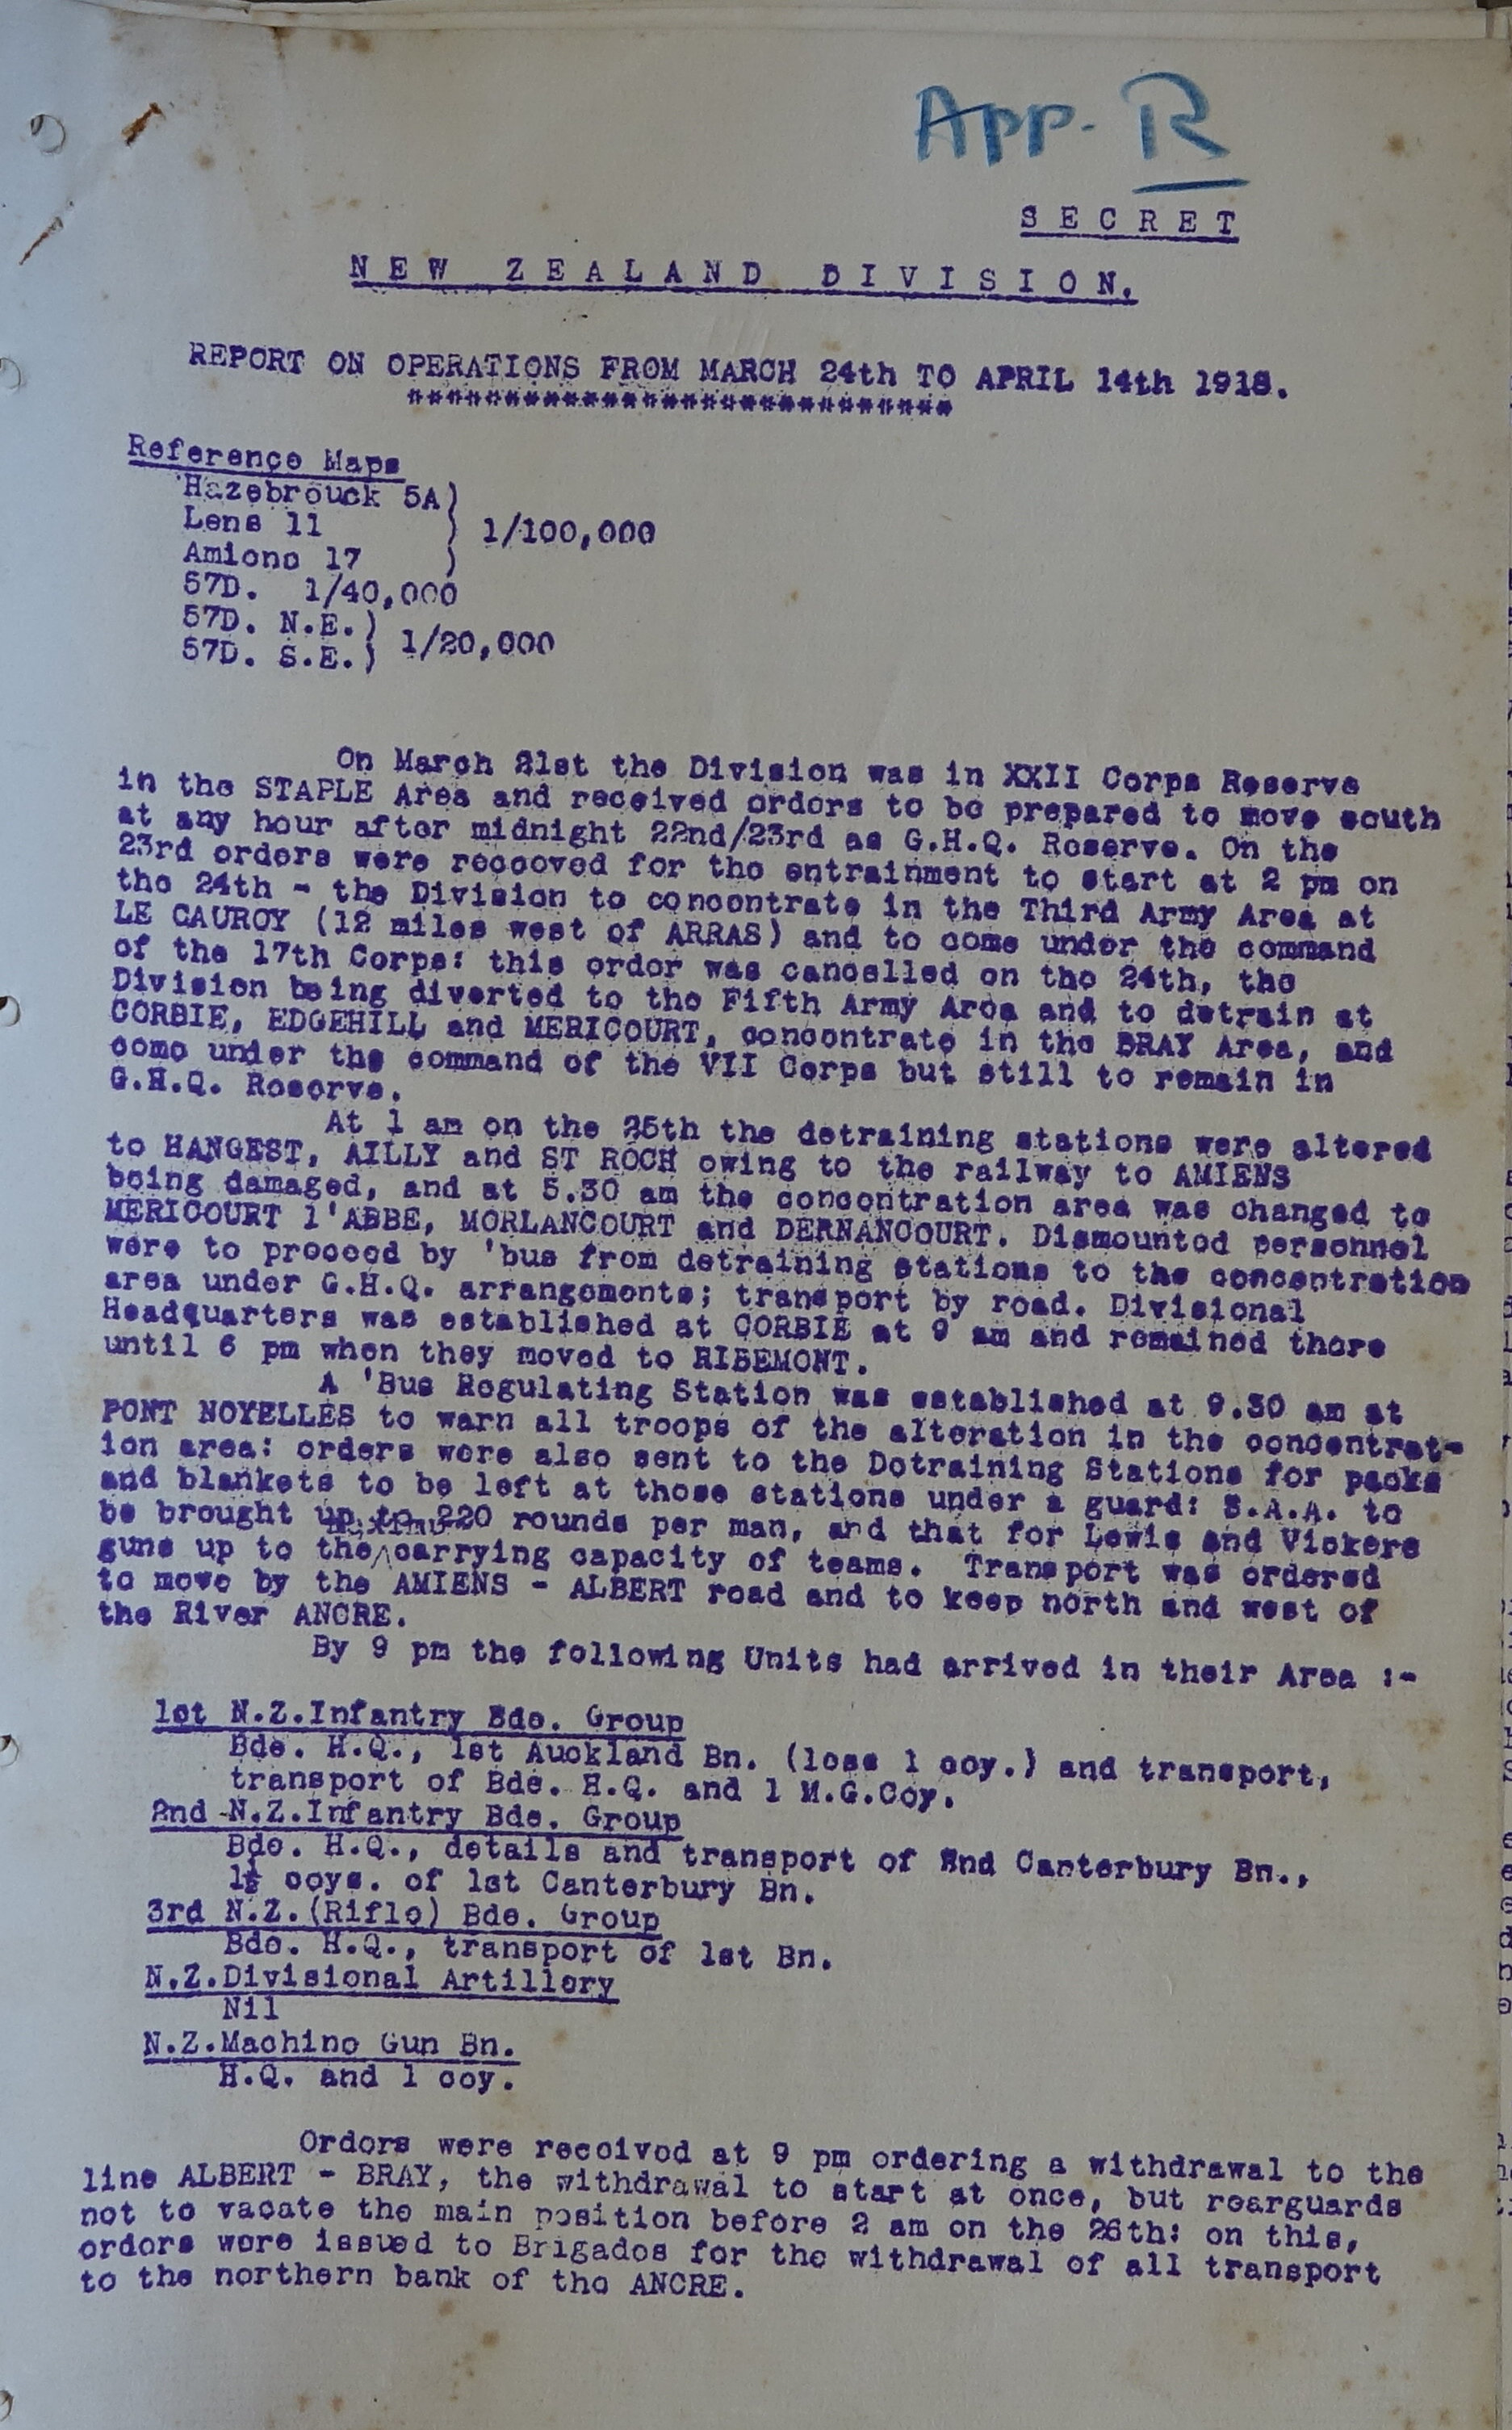 App. R
SECRET
NEW ZEALAND DIVISION.
REPORT ON OPERATIONS FROM MARCH 24th TO APRIL 14th 1918.
############################
Reference Maps
Hazebrouck 5A)
Lens 11 ) 1/100,000
Amiens 17 )
57D. 1/40,000
57D. N.E.)
57D. S.E.) 1/20,000
On March 21st the Division was in XXII Corps Reserve
in the STAPLE Area and received orders to be prepared to move south
at any hour after midnight 22nd/23rd as G.H.Q. Reserve. On the
23rd orders were receoved for the entrainment to start at 2 pm on
the 24th - the Division to concentrate in the Third Army Area at
LE CAUROY (12 miles west of ARRAS) and to come under the command
of the 17th Corps: this order was cancelled on the 24th, the
Division being diverted to the Fifth Army Area and to detrain at
CORBIE, EDGEHILL and MERICOURT, concentrate in the BRAY Area, and
come under the command of the VII Corps but still to remain in
G.H.Q. Reserve.
At 1 am on the 25th the detraining stations were altered
to HANGEST, AILLY and ST ROCH owing to the railway to AMIENS
being damaged, and at 5.30 am the concentration area was changed to
MERICOURT l'ABBE, MORLANCOURT and DERNANCOURT. Dismounted personnel
were to proceed by 'bus from detraining stations to the concentration
area under G.H.Q. arrangements; transport by road. Divisional
Headquarters was established at CORBIE at 9 am and remained there
until 6 pm when they moved to RIBEMONT.
A 'Bus Regulating Station was established at 9.30 am at
PONT NOYELLES to warn all troops of the alteration in the concentrat-
ion area: orders were also sent to the Detraining Stations for packs
and blankets to be left at those stations under a guard: S.A.A. to
be brought up to 220 rounds per man, and that for Lewis and Vickers
guns up to the carrying capacity of teams. Transport was ordered
to move by the AMIENS - ALBERT road and to keep north and west of
the River ANCRE.
By 9 pm the following Units had arrived in their Area :-
1st N.Z.Infantry Bde. Group
Bde. H.Q., 1st Auckland Bn. (less 1 coy.) and transport,
transport of Bde. H.Q. and 1 M.G.Coy.
2nd N.Z.Infantry Bde. Group
Bde. H.Q., details and transport of 2nd Canterbury Bn.,
1½ coys. of 1st Canterbury Bn.
3rd N.Z.(Rifle) Bde. Group
Bde. H.Q., transport of 1st Bn.
N.Z.Divisional Artillery
Nil
N.Z.Machine Gun Bn.
H.Q. and 1 coy.
Orders were received at 9 pm ordering a withdrawal to the
line ALBERT - BRAY, the withdrawal to start at once, but rearguards
not to vacate the main position before 2 am on the 26th: on this,
orders were issued to Brigades for the withdrawal of all transport
to the northern bank of the ANCRE.